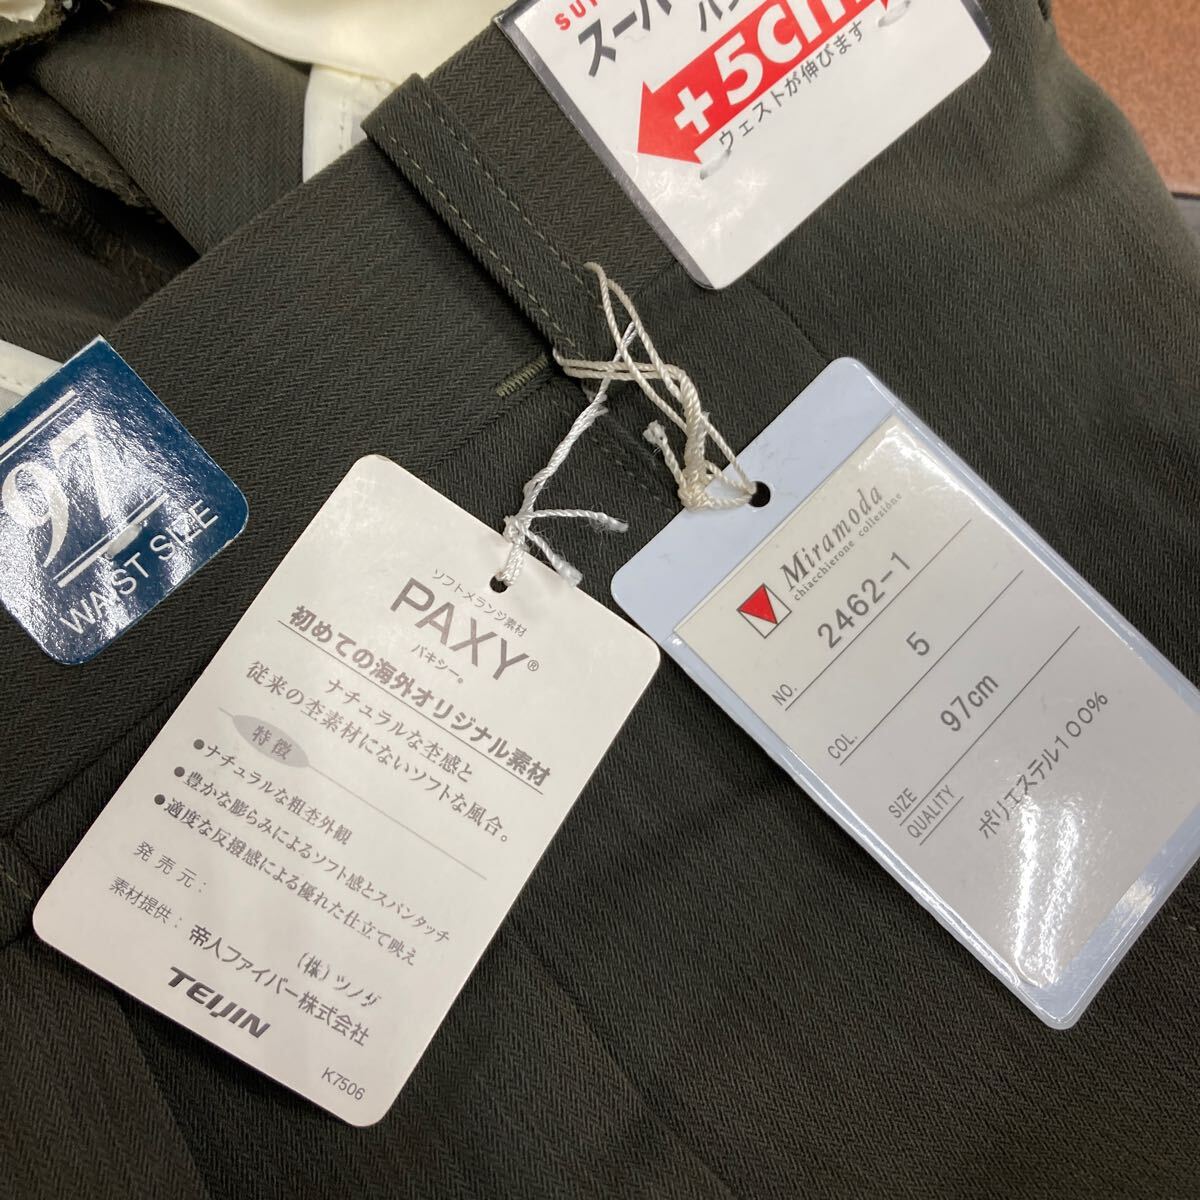 スーパ
+5cm
ウェストが伸びます
97
WAIST SIZE
ソフトメランジ素材
PAXY®
パキシー®
初めての海外オリジナル素材
ナチュラルな杢感と
従来の杢素材にないソフトな風合。
特徴
●ナチュラルな粗杢外観
●豊かな膨らみによるソフト感とスパンタッチ
●適度な反撥感による優れた仕立て映え
発売元:
(株)ツノダ
素材提供: 帝人ファイバー株式会社
TEIJIN
K7506
Miramoda
chiacchierone collezione
NO. 2462-1
COL. 5
SIZE 97cm
QUALITY ポリエステル100%